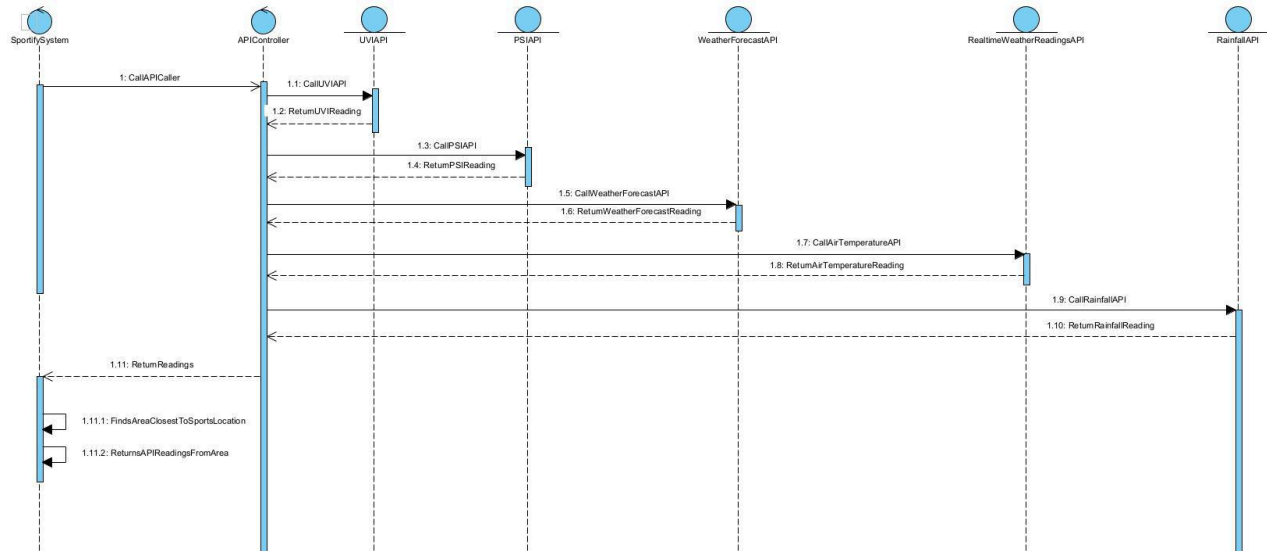 SportifySystem
APIController
UVIAPI
PSIAPI
WeatherForecastAPI
RealtimeWeatherReadingsAPI
RainfallAPI
1: CallAPICaller
1.1: CallUVIAPI
1.2: ReturnUVIReading
1.3: CallPSIAPI
1.4: ReturnPSIReading
1.5: CallWeatherForecastAPI
1.6: ReturnWeatherForecastReading
1.7: CallAirTemperatureAPI
1.8: ReturnAirTemperatureReading
1.9: CallRainfallAPI
1.10: ReturnRainfallReading
1.11: ReturnReadings
1.11.1: FindsAreaClosestToSportsLocation
1.11.2: ReturnsAPIReadingsFromArea